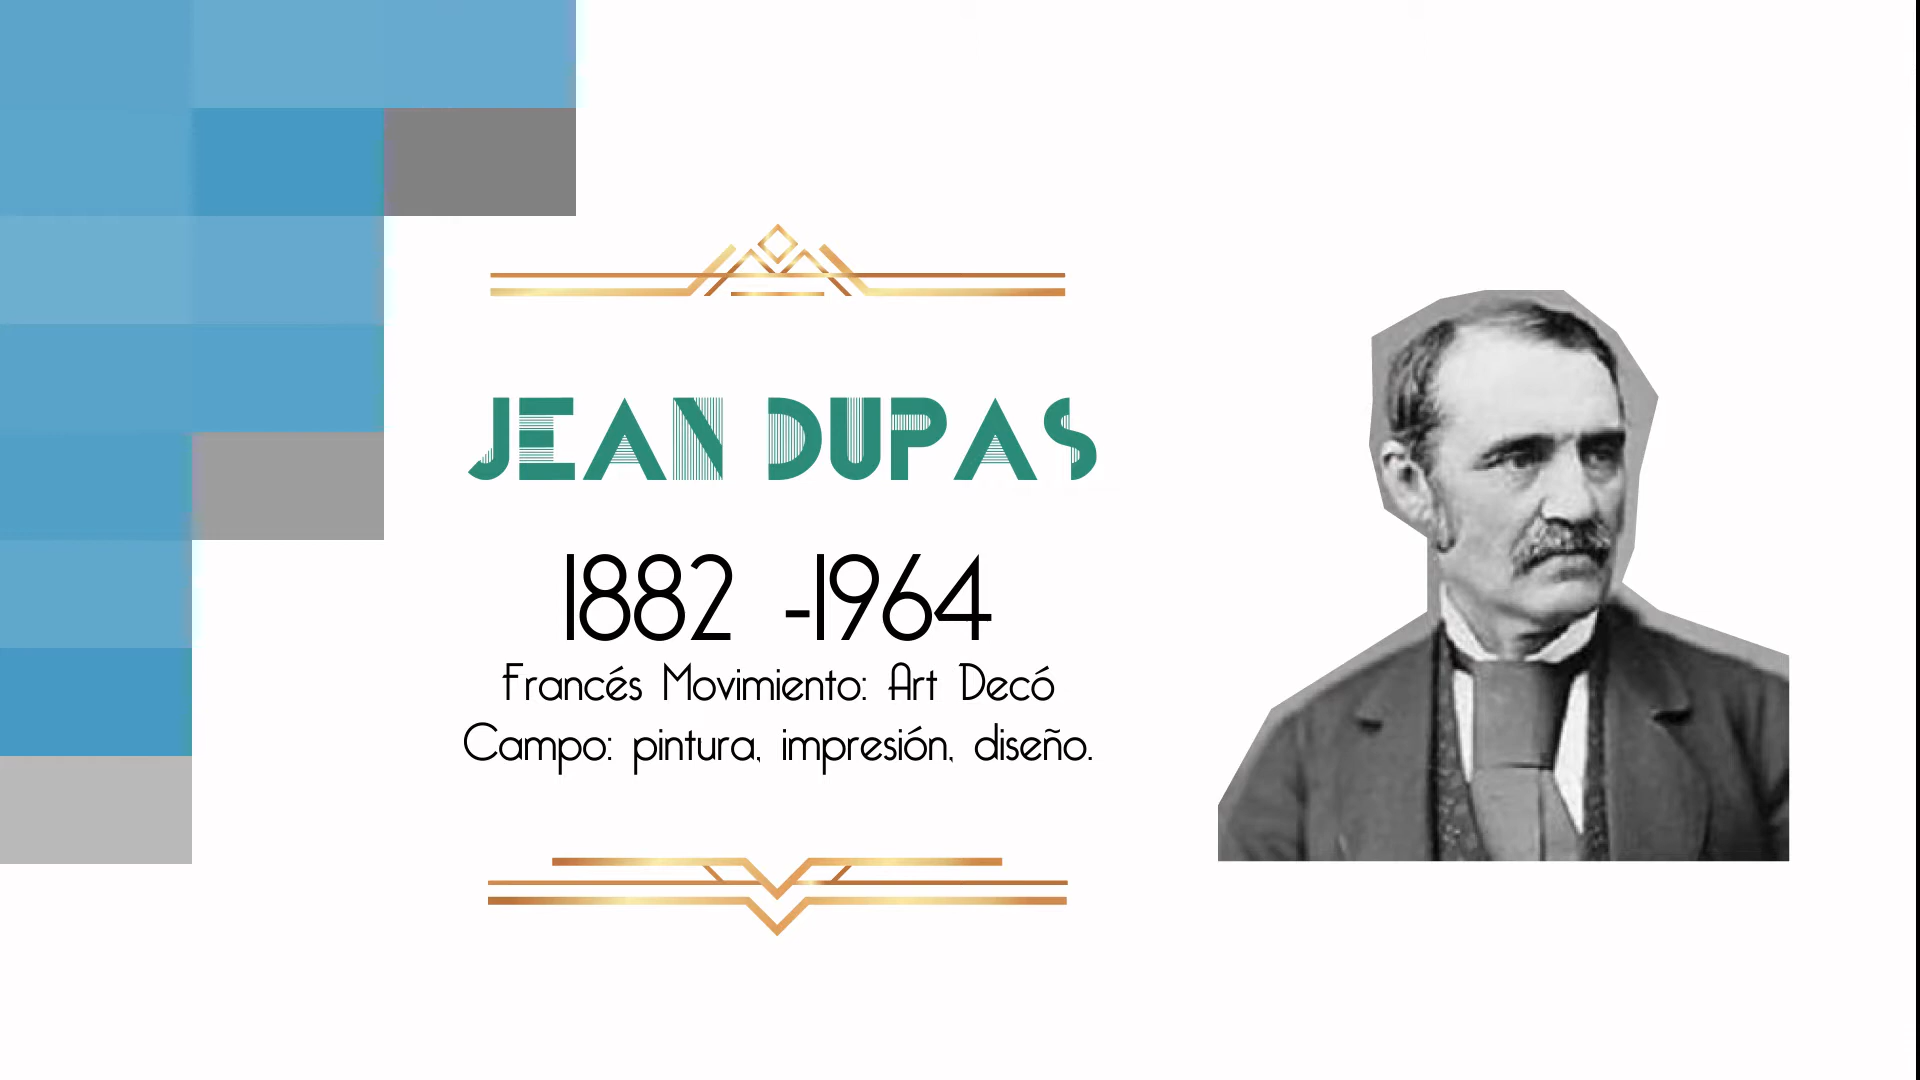 JEAN DUPAS
1882 -1964
Francés Movimiento: Art Decó
Campo: pintura, impresión, diseño.